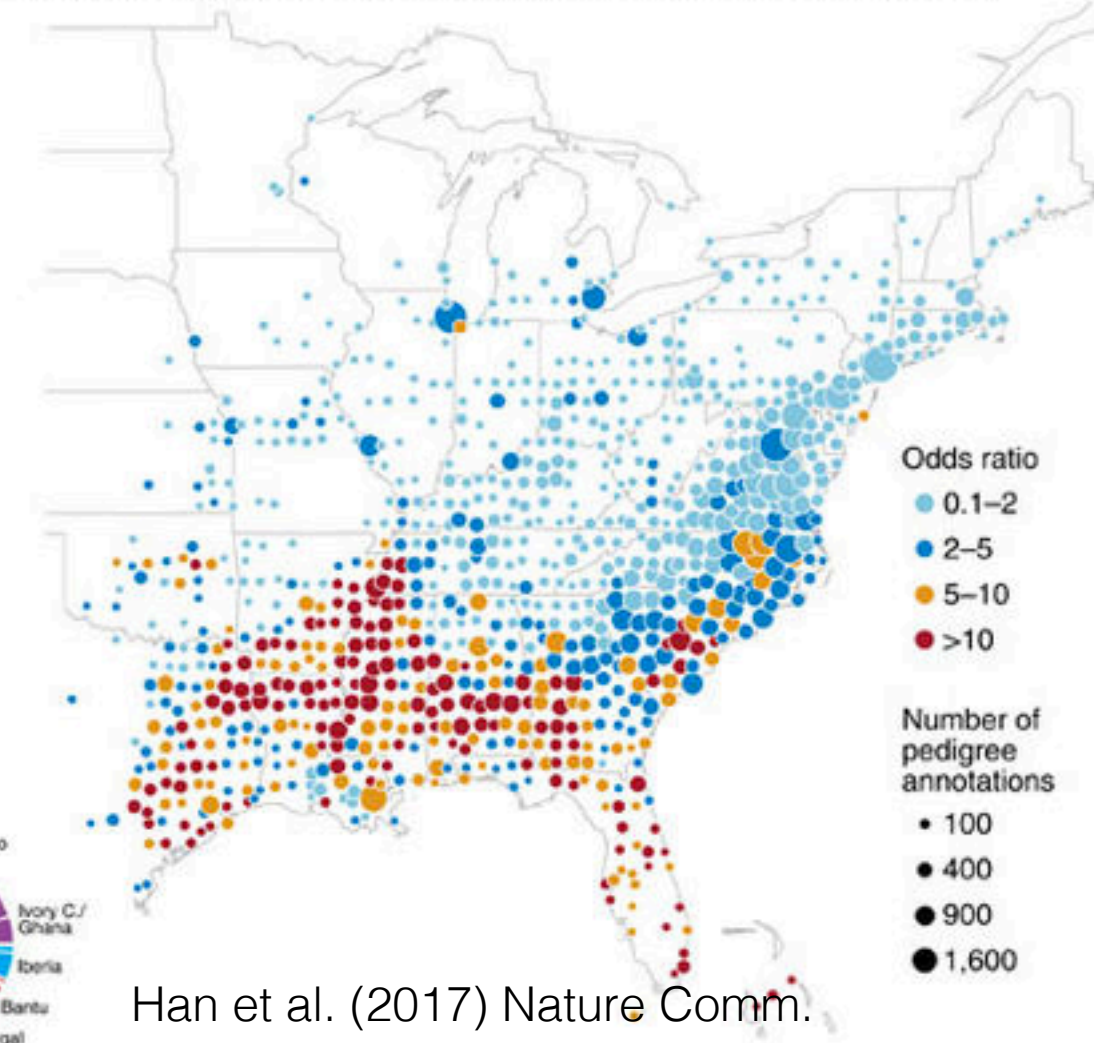 Odds ratio
0.1–2
2–5
5–10
>10
Number of
pedigree
annotations
100
400
900
1,600
Ivory C./
Ghana
Iberia
Bantu
Han et al. (2017) Nature Comm.